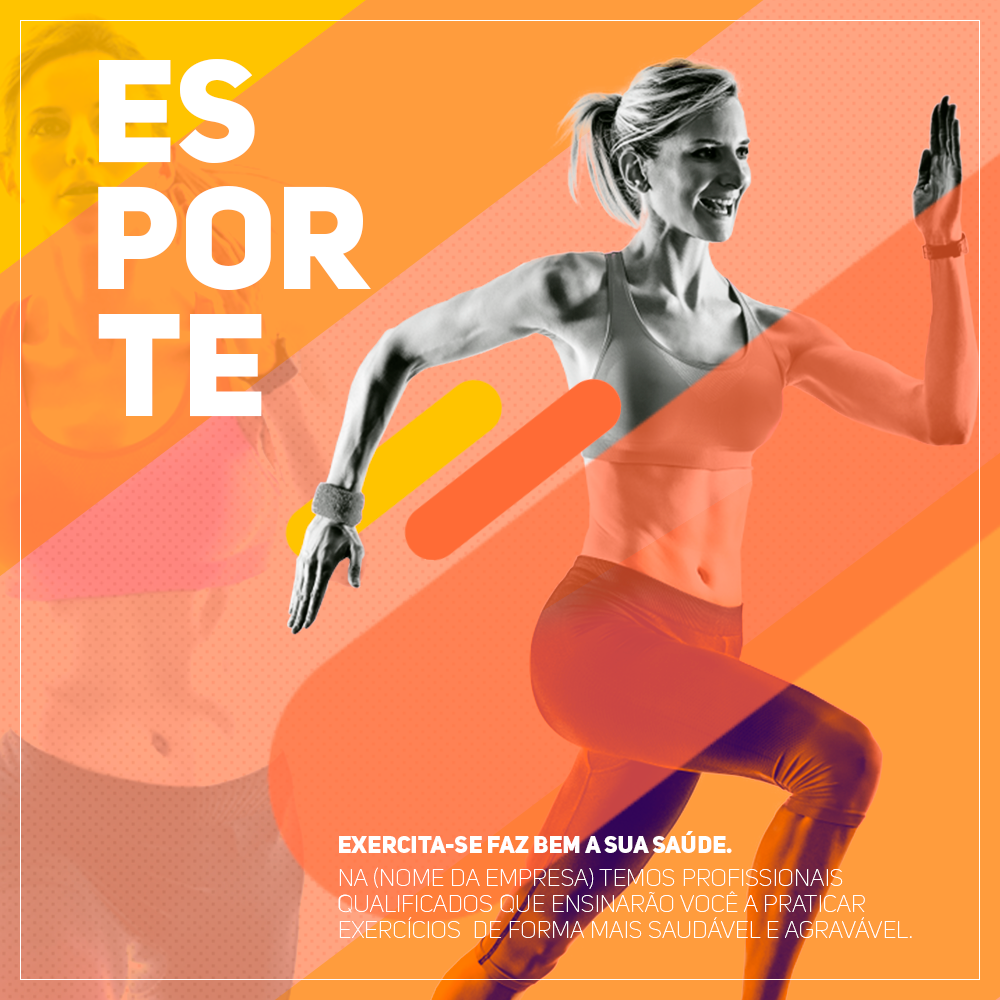 ES
POR
TE
EXERCITA-SE FAZ BEM A SUA SAÚDE.
NA (NOME DA EMPRESA) TEMOS PROFISSIONAIS
QUALIFICADOS QUE ENSINARÃO VOCÊ A PRATICAR
EXERCÍCIOS  DE FORMA MAIS SAUDÁVEL E AGRAVÁVEL.